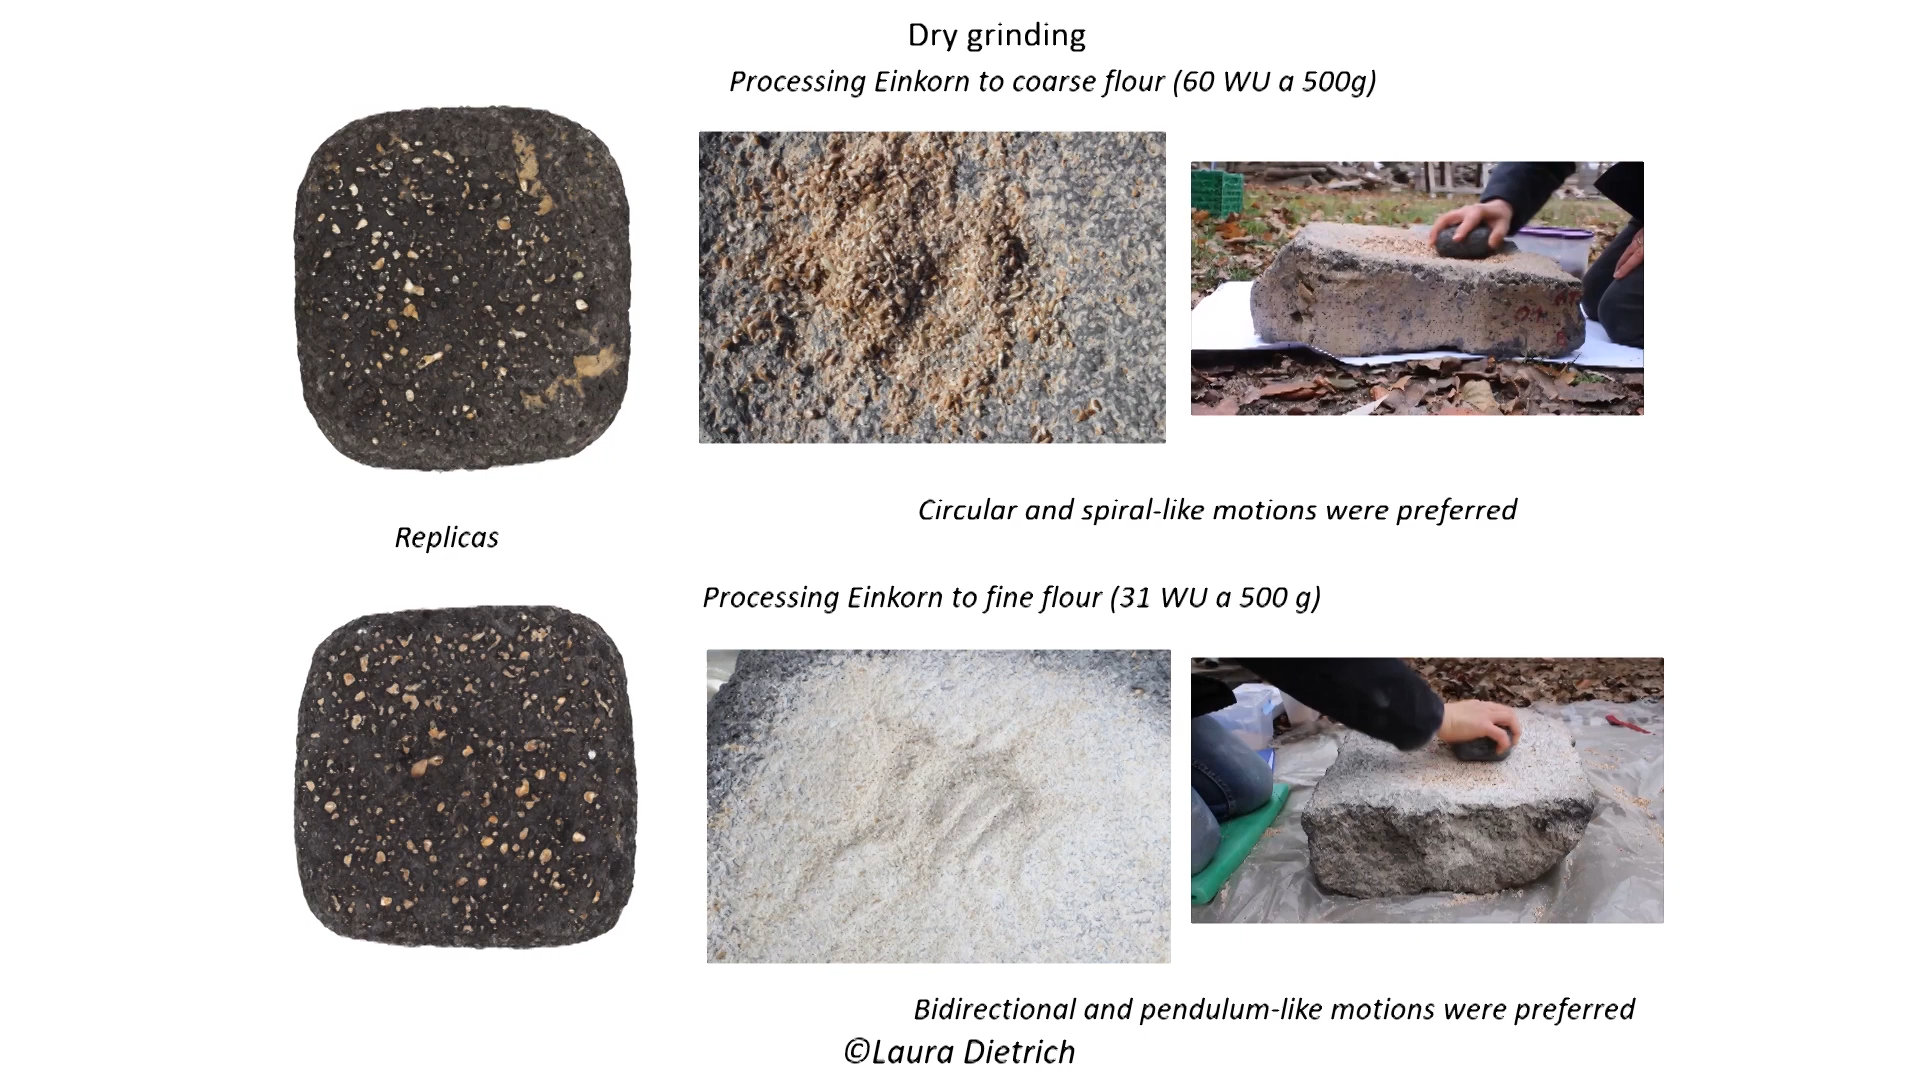 Dry grinding
Processing Einkorn to coarse flour (60 WU a 500g)
Circular and spiral-like motions were preferred
Replicas
Processing Einkorn to fine flour (31 WU a 500 g)
Bidirectional and pendulum-like motions were preferred
©Laura Dietrich